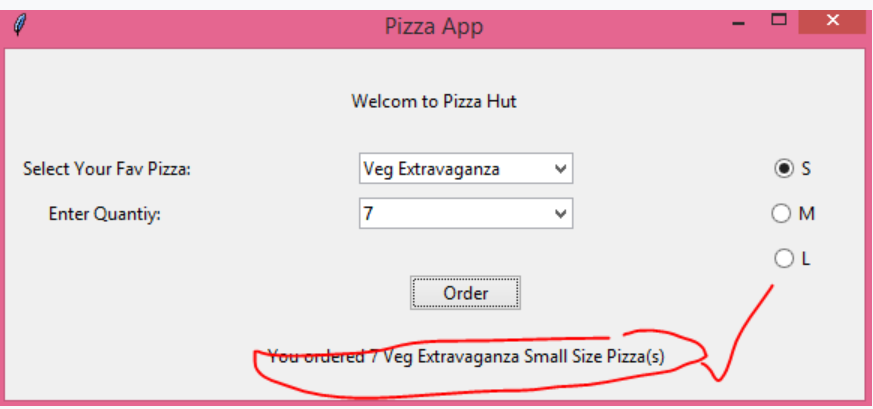 Pizza App
Welcom to Pizza Hut
Select Your Fav Pizza: Veg Extravaganza S
Enter Quantiy: 7 M
L
Order
You ordered 7 Veg Extravaganza Small Size Pizza(s)